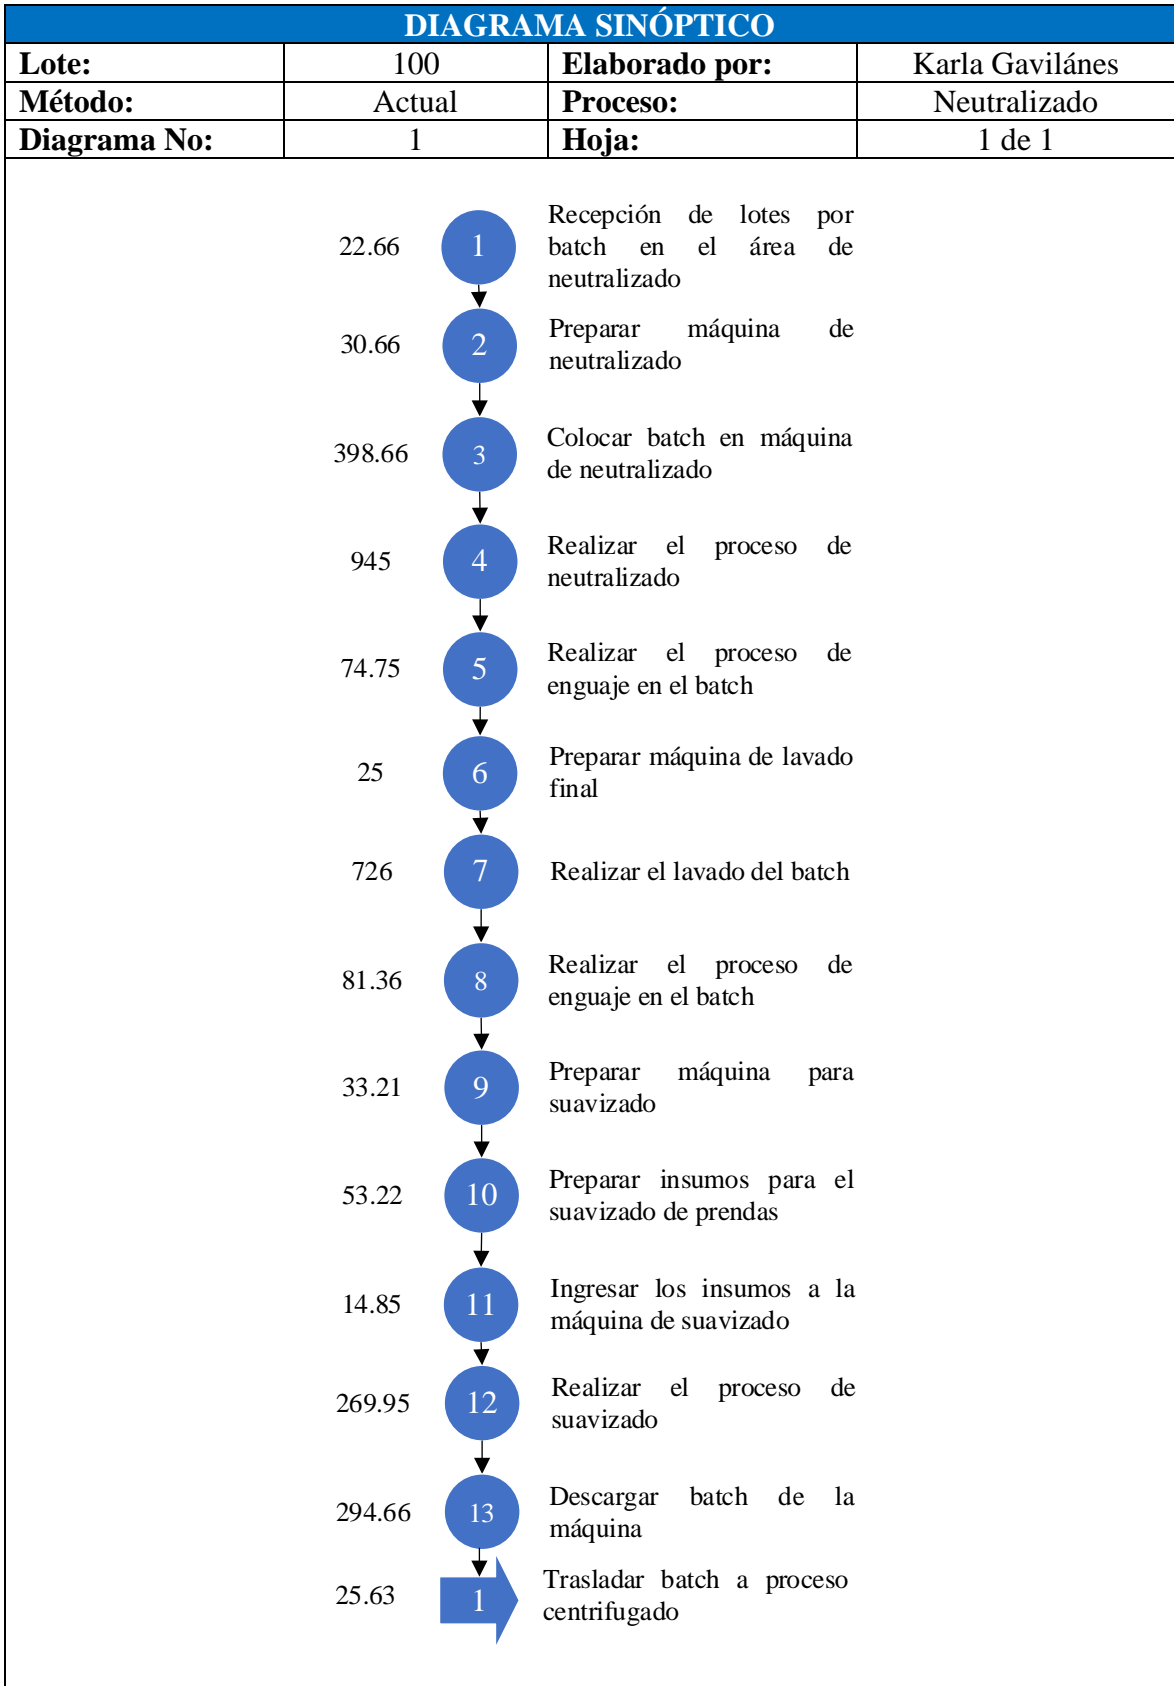 DIAGRAMA SINÓPTICO
Lote: 100 Elaborado por: Karla Gavilánes
Método: Actual Proceso: Neutralizado
Diagrama No: 1 Hoja: 1 de 1
22.66 1 Recepción de lotes por
batch en el área de
neutralizado
30.66 2 Preparar máquina de
neutralizado
398.66 3 Colocar batch en máquina
de neutralizado
945 4 Realizar el proceso de
neutralizado
74.75 5 Realizar el proceso de
enguaje en el batch
25 6 Preparar máquina de lavado
final
726 7 Realizar el lavado del batch
81.36 8 Realizar el proceso de
enguaje en el batch
33.21 9 Preparar máquina para
suavizado
53.22 10 Preparar insumos para el
suavizado de prendas
14.85 11 Ingresar los insumos a la
máquina de suavizado
269.95 12 Realizar el proceso de
suavizado
294.66 13 Descargar batch de la
máquina
25.63 1 Trasladar batch a proceso
centrifugado